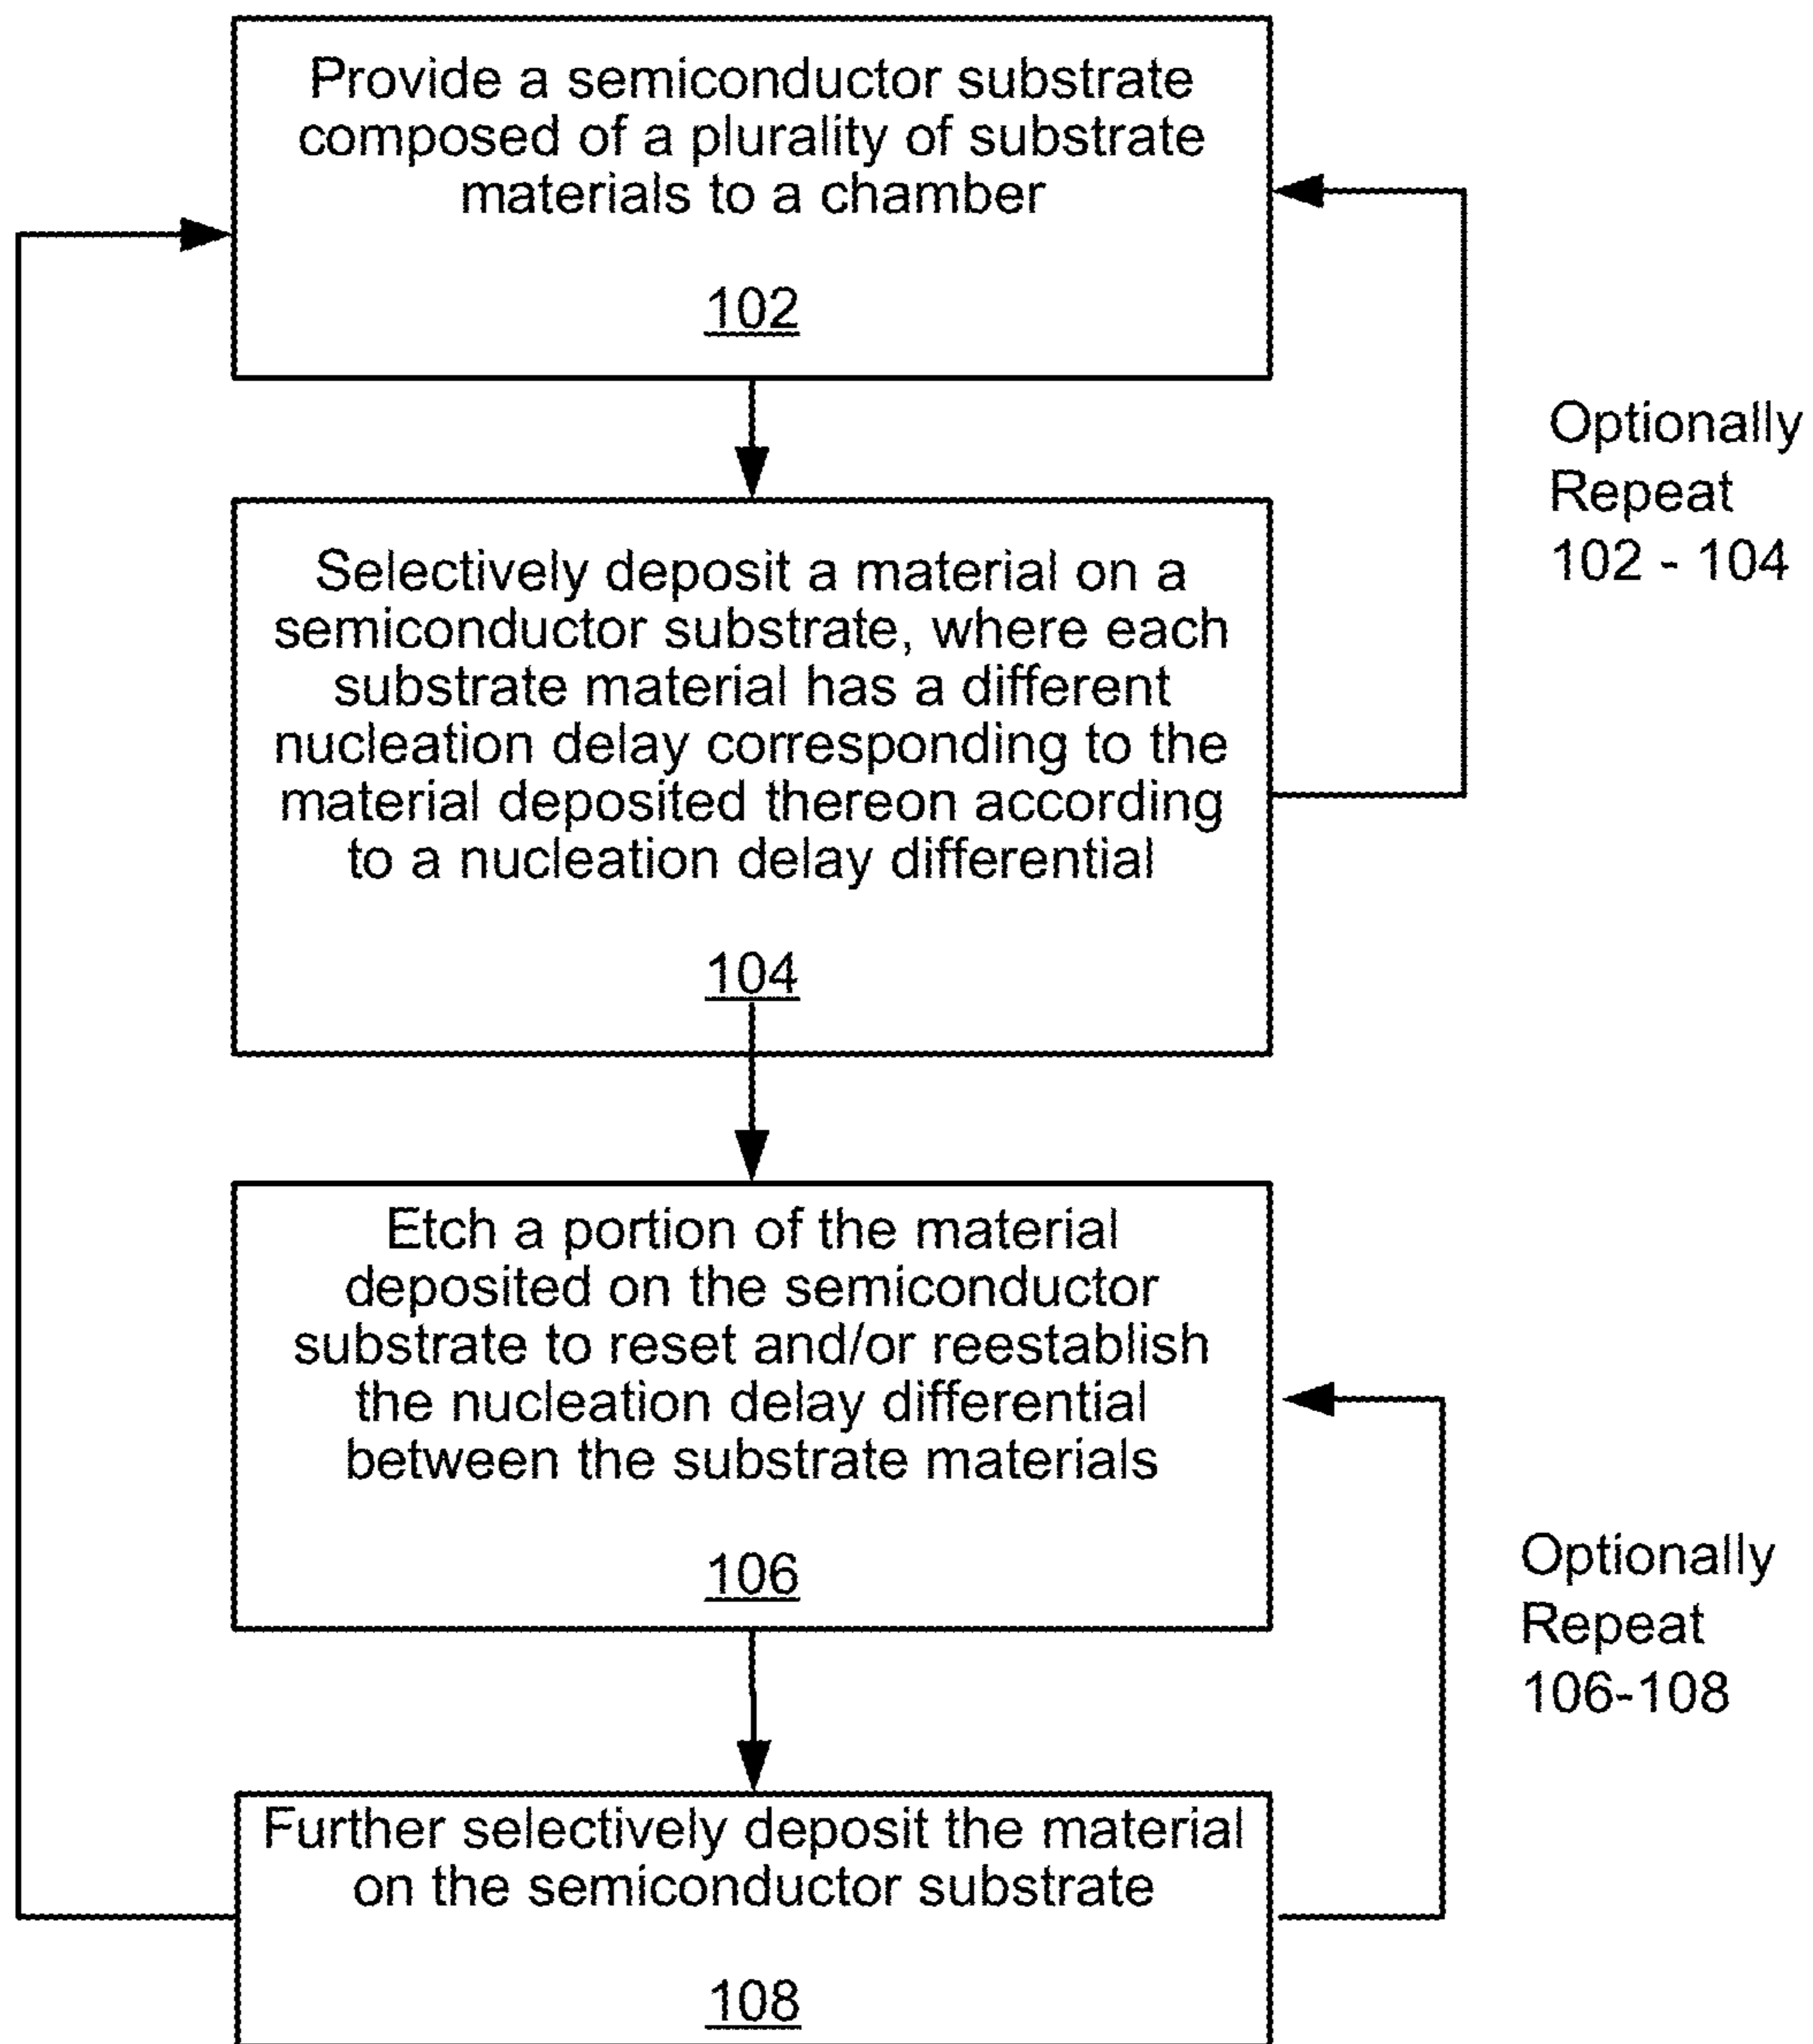 Provide a semiconductor substrate
composed of a plurality of substrate
materials to a chamber
102
Optionally
Repeat
102 - 104
Selectively deposit a material on a
semiconductor substrate, where each
substrate material has a different
nucleation delay corresponding to the
material deposited thereon according
to a nucleation delay differential
104
Etch a portion of the material
deposited on the semiconductor
substrate to reset and/or reestablish
the nucleation delay differential
between the substrate materials
106
Optionally
Repeat
106-108
Further selectively deposit the material
on the semiconductor substrate
108